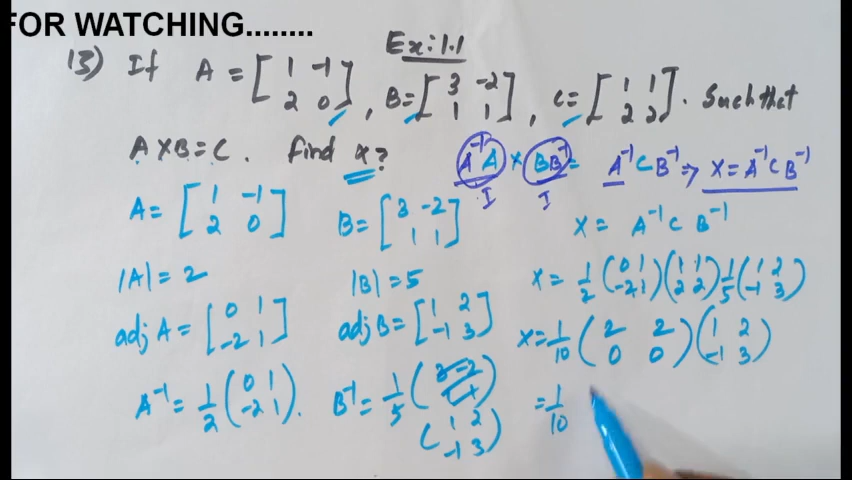 FOR WATCHING........
Ex:1.1
13) If A = [1 -1; 2 0], B = [3 -2; 1 1], C = [1 1; 2 2]. Such that
A X B = C. Find x?
A⁻¹A X BB⁻¹ = A⁻¹CB⁻¹ ⇒ X = A⁻¹CB⁻¹
I I
A = [1 -1; 2 0]
|A| = 2
adj A = [0 1; -2 1]
A⁻¹ = 1/2 (0 1; -2 1).
B = [3 -2; 1 1]
|B| = 5
adj B = [1 2; -1 3]
B⁻¹ = 1/5
(1 2; -1 3)
X = A⁻¹ C B⁻¹
X = 1/2 (0 1; -2 1) (1 1; 2 2) 1/5 (1 2; -1 3)
X = 1/10 (2 2; 0 0) (1 2; -1 3)
= 1/10